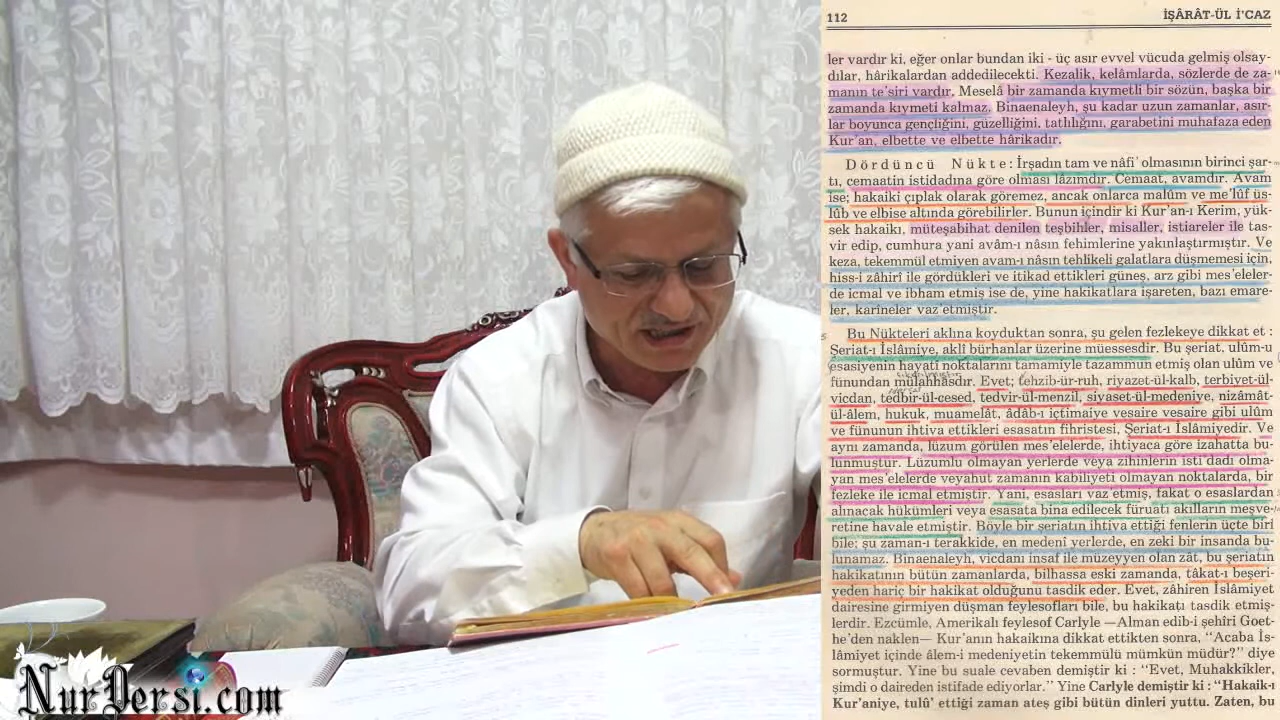 112
İŞÂRÂT-ÜL İ'CAZ
ler vardır ki, eğer onlar bundan iki - üç asır evvel vücuda gelmiş olsay-
dılar, hârikalardan addedilecekti. Kezalik, kelâmlarda, sözlerde de za-
manın te'siri vardır. Meselâ bir zamanda kıymetli bir sözün, başka bir
zamanda kıymeti kalmaz. Binaenaleyh, şu kadar uzun zamanlar, asır-
lar boyunca gençliğini, güzelliğini, tatlılığını, garabetini muhafaza eden
Kur'an, elbette ve elbette hârikadır.
Dördüncü Nükte: İrşadın tam ve nâfi' olmasının birinci şar-
tı, cemaatin istidadına göre olması lâzımdır. Cemaat, avamdır. Avam
ise; hakaiki çıplak olarak göremez, ancak onlarca malûm ve me'lûf üs-
lûb ve elbise altında görebilirler. Bunun içindir ki Kur'an-ı Kerim, yük-
sek hakaikı, müteşabihat denilen teşbihler, misaller, istiareler ile tas-
vir edip, cumhura yani avâm-ı nâsın fehimlerine yakınlaştırmıştır. Ve
keza, tekemmül etmiyen avam-ı nâsın tehlikeli galatlara düşmemesi için,
hiss-i zâhirî ile gördükleri ve itikad ettikleri güneş, arz gibi mes'eleler-
de icmal ve ibham etmiş ise de, yine hakikatlara işareten, bazı emare-
ler, karineler vaz'etmiştir.
Bu Nükteleri aklına koyduktan sonra, şu gelen fezlekeye dikkat et :
Şeriat-ı İslâmiye, aklî bürhanlar üzerine müessesdir. Bu şeriat, ulûm-u
esasiyenin hayatî noktalarını tamamiyle tazammun etmiş olan ulûm ve
fünundan mülahhasdır. Evet; tehzib-ür-ruh, riyazet-ül-kalb, terbiyet-ül-
vicdan, tedbir-ül-cesed, tedvir-ül-menzil, siyaset-ül-medeniye, nizâmât-
ül-âlem, hukuk, muamelât, âdâb-ı içtimaiye vesaire vesaire gibi ulûm
ve fünunun ihtiva ettikleri esasatın fihristesi, Şeriat-ı İslâmiyedir. Ve
aynı zamanda, lüzum görülen mes'elelerde, ihtiyaca göre izahatta bu-
lunmuştur. Lüzumlu olmayan yerlerde veya zihinlerin isti'dadı olma-
yan mes'elelerde veyahut zamanın kabiliyeti olmayan noktalarda, bir
fezleke ile icmal etmiştir. Yani, esasları vaz etmiş, fakat o esaslardan
alınacak hükümleri veya esasata bina edilecek füruatı akılların meşve-
retine havale etmiştir. Böyle bir şeriatın ihtiva ettiği fenlerin üçte biri
bile; şu zaman-ı terakkide, en medenî yerlerde, en zeki bir insanda bu-
lunamaz. Binaenaleyh, vicdanı insaf ile müzeyyen olan zât, bu şeriatın
hakikatının bütün zamanlarda, bilhassa eski zamanda, tâkat-ı beşeri-
yeden hariç bir hakikat olduğunu tasdik eder. Evet, zâhiren İslâmiyet
dairesine girmiyen düşman feylesofları bile, bu hakikatı tasdik etmiş-
lerdir. Ezcümle, Amerikalı feylesof Carlyle —Alman edib-i şehîri Goet-
he'den naklen— Kur'anın hakaikına dikkat ettikten sonra: "Acaba İs-
lâmiyet içinde âlem-i medeniyetin tekemmülü mümkün müdür?" diye
sormuştur. Yine bu suale cevaben demiştir ki : "Evet, Muhakkikler,
şimdi o daireden istifade ediyorlar." Yine Carlyle demiştir ki : "Hakaik-ı
Kur'aniye, tulû' ettiği zaman ateş gibi bütün dinleri yuttu. Zaten, bu
NurDersi.com